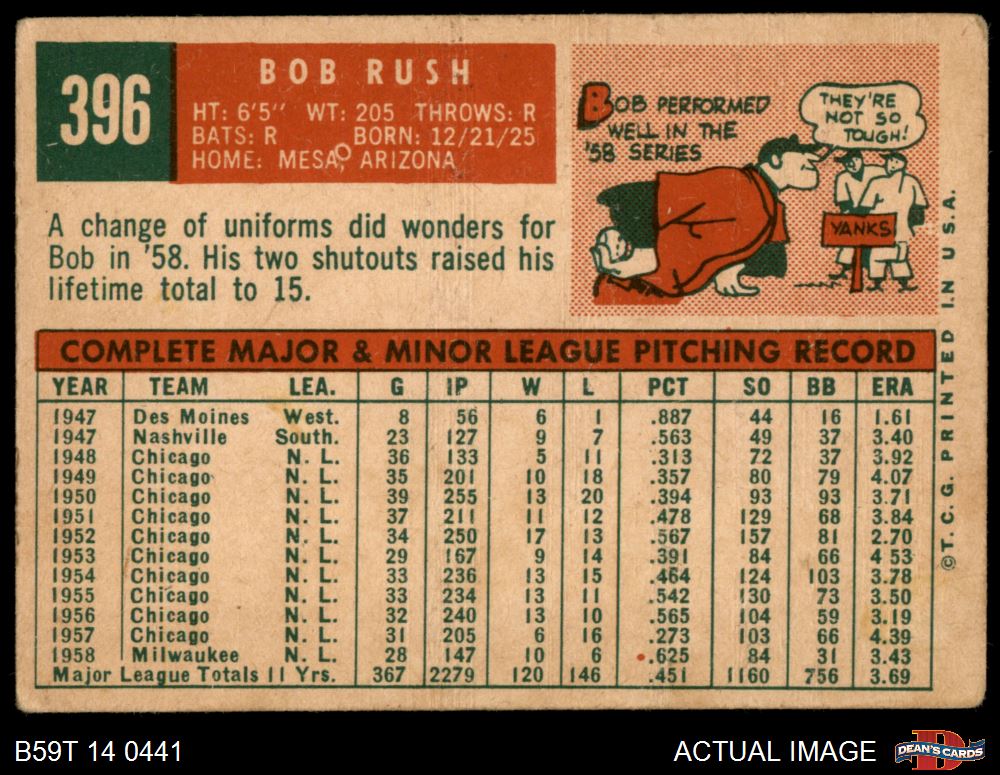 396
BOB RUSH
HT: 6'5" WT: 205 THROWS: R
BATS: R BORN: 12/21/25
HOME: MESA, ARIZONA
A change of uniforms did wonders for
Bob in '58. His two shutouts raised his
lifetime total to 15.
BOB PERFORMED
WELL IN THE
'58 SERIES
THEY'RE
NOT SO
TOUGH!
YANKS
COMPLETE MAJOR & MINOR LEAGUE PITCHING RECORD
YEAR TEAM LEA. G IP W L PCT SO BB ERA
1947 Des Moines West. 8 56 6 1 .887 44 16 1.61
1947 Nashville South. 23 127 9 7 .563 49 37 3.40
1948 Chicago N. L. 36 133 5 11 .313 72 37 3.92
1949 Chicago N. L. 35 201 10 18 .357 80 79 4.07
1950 Chicago N. L. 39 255 13 20 .394 93 93 3.71
1951 Chicago N. L. 37 211 11 12 .478 129 68 3.84
1952 Chicago N. L. 34 250 17 13 .567 157 81 2.70
1953 Chicago N. L. 29 167 9 14 .391 84 66 4 53
1954 Chicago N. L. 33 236 13 15 .464 124 103 3.78
1955 Chicago N. L. 33 234 13 11 .542 130 73 3.50
1956 Chicago N. L. 32 240 13 10 .565 104 59 3.19
1957 Chicago N. L. 31 205 6 16 .273 103 66 4.39
1958 Milwaukee N. L. 28 147 10 6 .625 84 31 3.43
Major League Totals 11 Yrs. 367 2279 120 146 .451 1160 756 3.69
©T. C. G. PRINTED IN U.S.A.
B59T 14 0441
ACTUAL IMAGE
DEAN'S CARDS